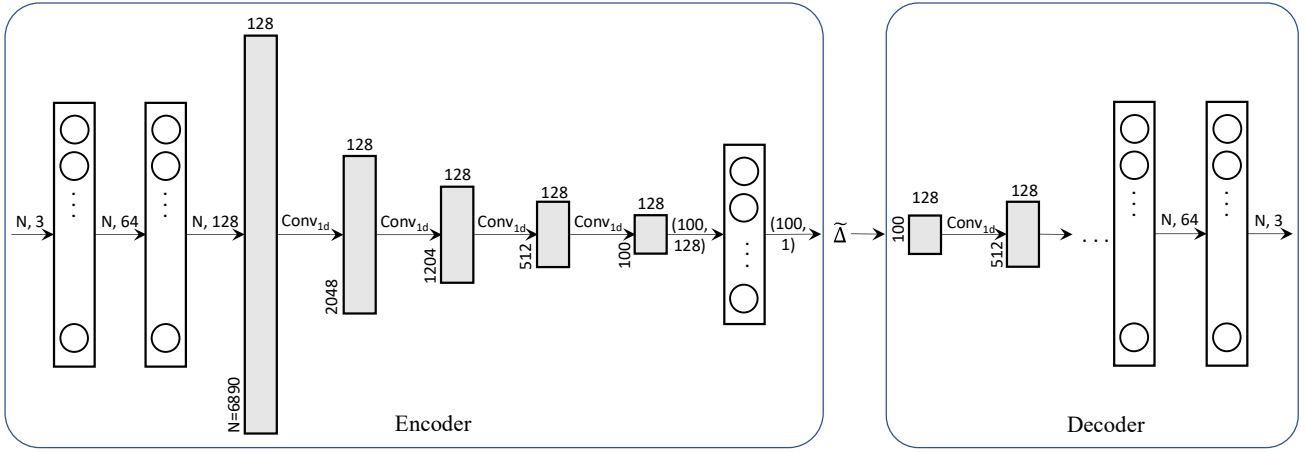 N, 3
N, 64
N, 128
128
N=6890
Conv1d
128
2048
Conv1d
128
1204
Conv1d
128
512
Conv1d
128
100
(100,
128)
(100,
1)
Encoder
Δ̃
128
100
Conv1d
128
512
. . .
N, 64
N, 3
Decoder